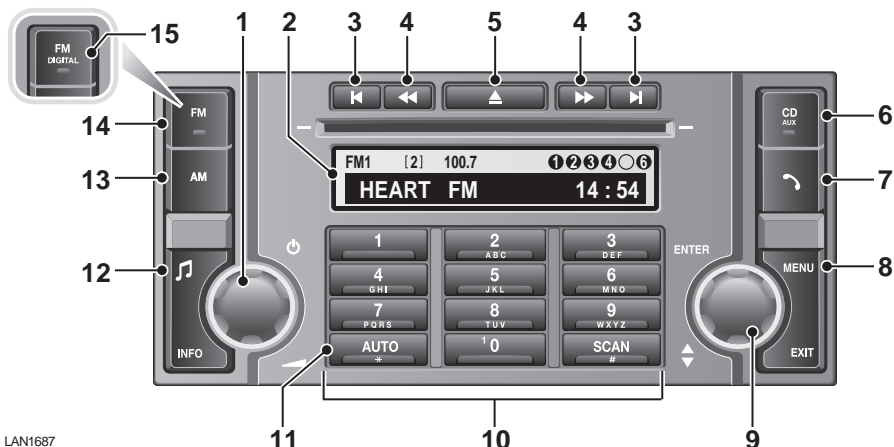 1 2 3 4 5 4 3
FM DIGITAL 15
14 FM
CD AUX 6
FM1 [2] 100.7 ❶❷❸❹○❻
HEART FM 14 : 54
13 AM
7
1
2 ABC
3 DEF
ENTER
4 GHI
5 JKL
6 MNO
12
MENU 8
7 PQRS
8 TUV
9 WXYZ
INFO
AUTO *
¹0
SCAN #
EXIT
11 10 9
LAN1687